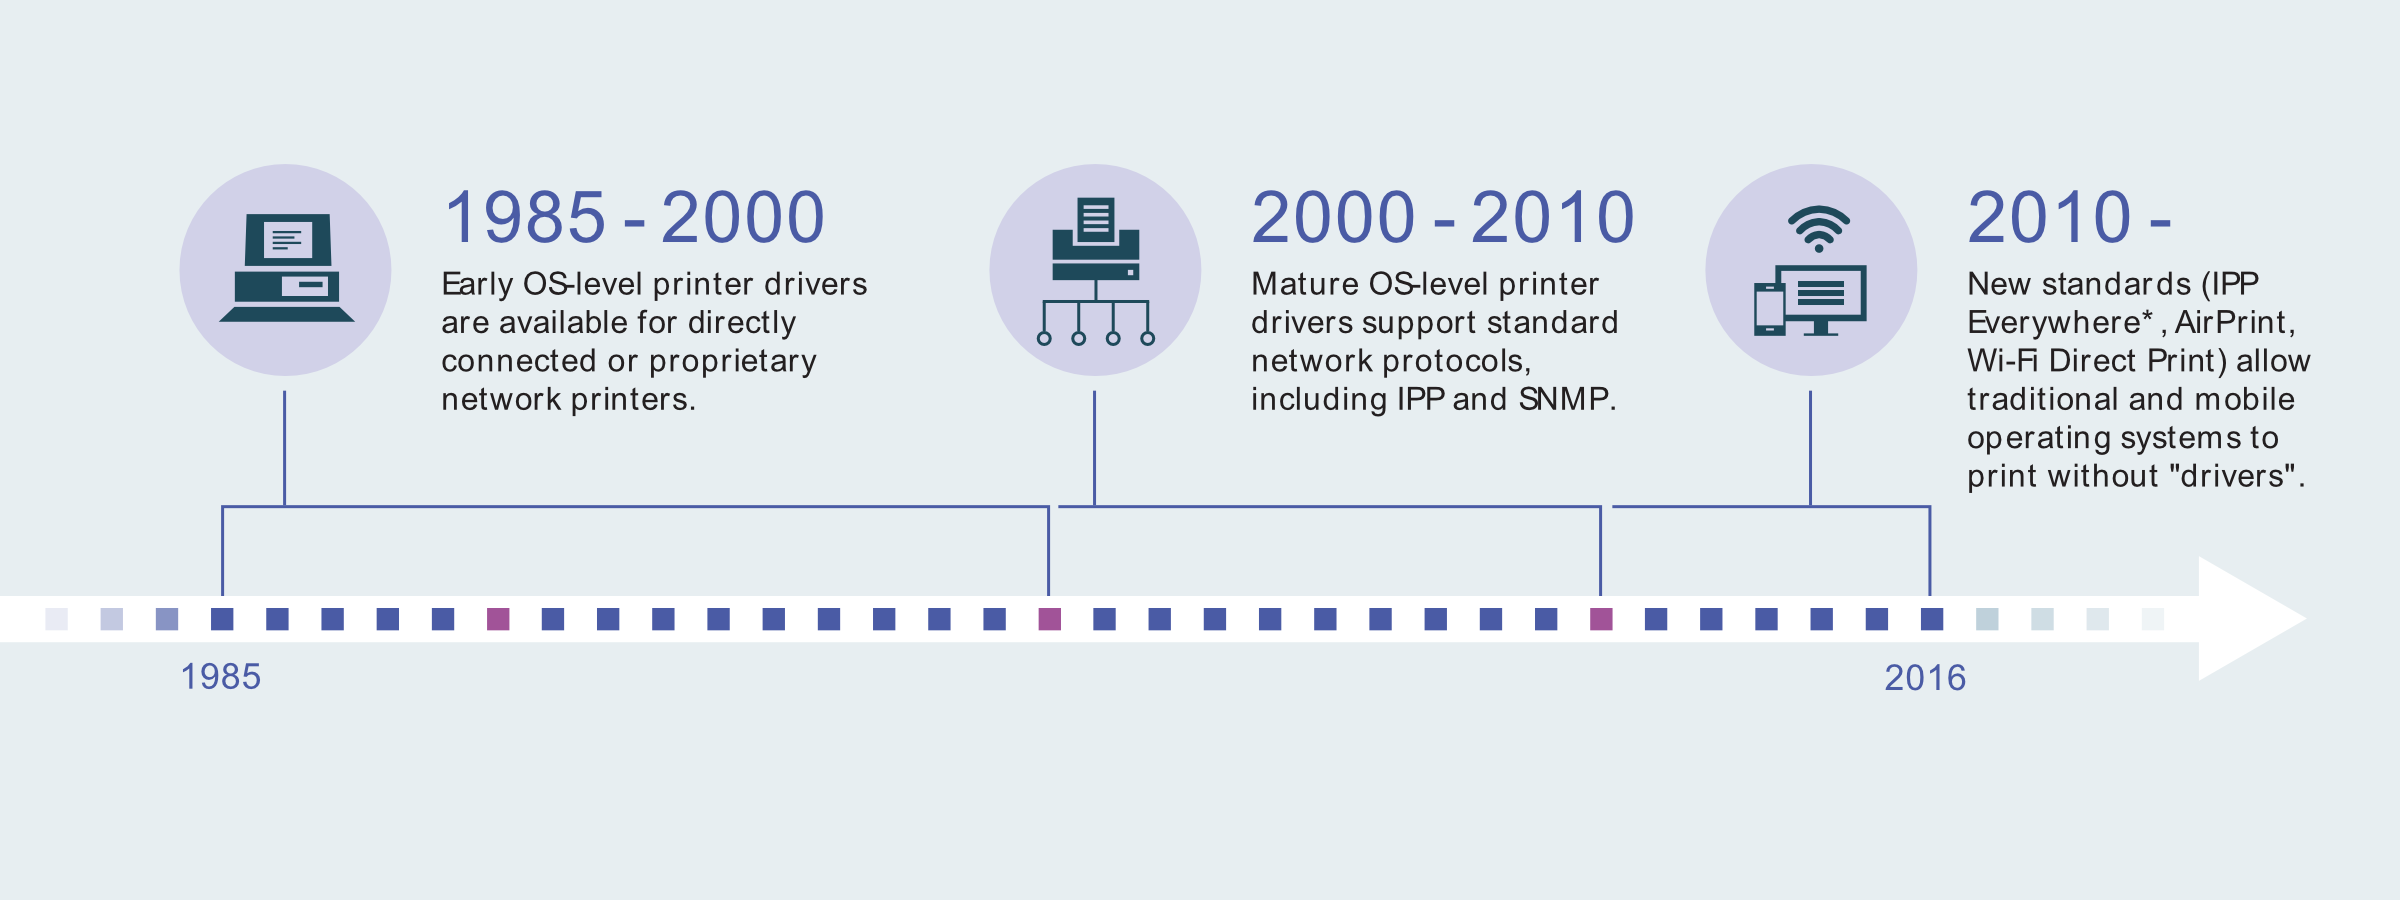 1985 - 2000
Early OS-level printer drivers
are available for directly
connected or proprietary
network printers.
2000 - 2010
Mature OS-level printer
drivers support standard
network protocols,
including IPP and SNMP.
2010 -
New standards (IPP
Everywhere* , AirPrint,
Wi-Fi Direct Print) allow
traditional and mobile
operating systems to
print without "drivers".
1985
2016